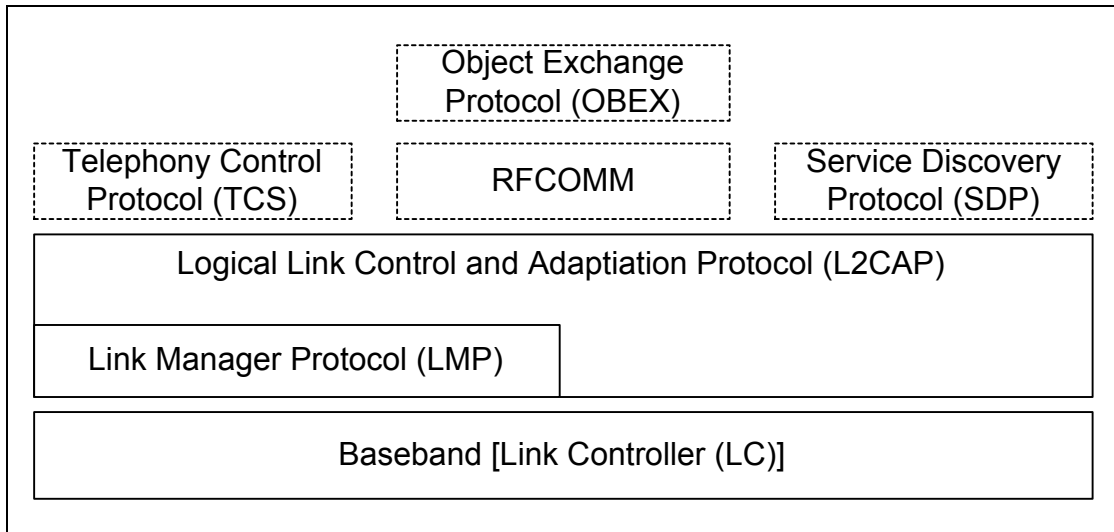 Object Exchange
Protocol (OBEX)
Telephony Control
Protocol (TCS)
RFCOMM
Service Discovery
Protocol (SDP)
Logical Link Control and Adaptiation Protocol (L2CAP)
Link Manager Protocol (LMP)
Baseband [Link Controller (LC)]